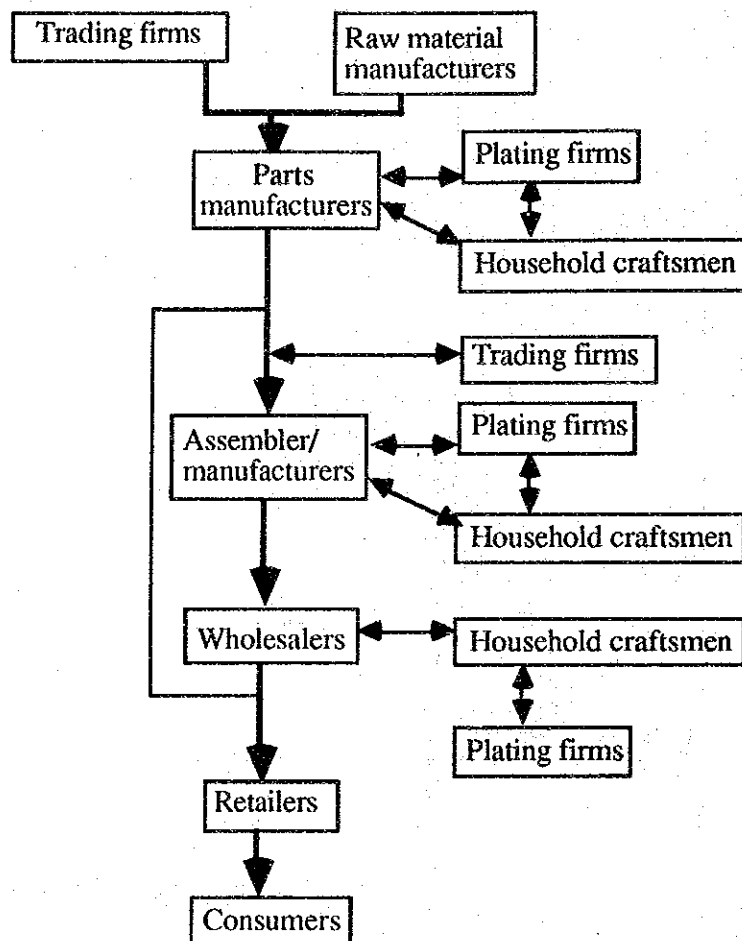 Trading firms
Raw material
manufacturers
Parts
manufacturers
Plating firms
Household craftsmen
Trading firms
Assembler/
manufacturers
Plating firms
Household craftsmen
Wholesalers
Household craftsmen
Plating firms
Retailers
Consumers